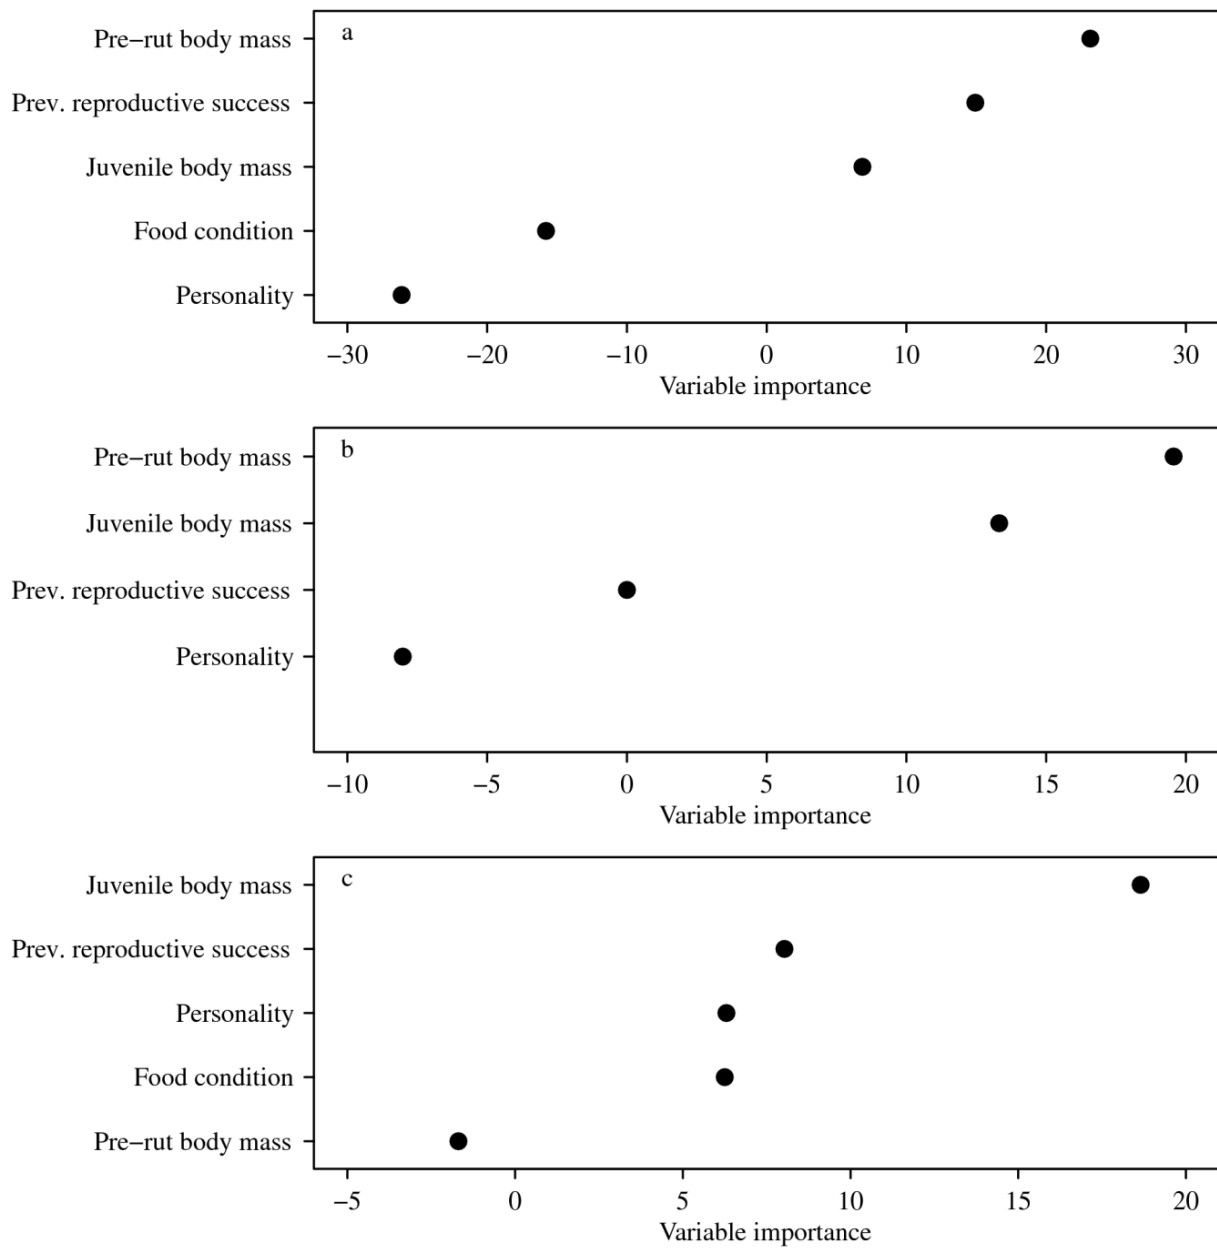 a
Pre−rut body mass
Prev. reproductive success
Juvenile body mass
Food condition
Personality
−30 −20 −10 0 10 20 30
Variable importance
b
Pre−rut body mass
Juvenile body mass
Prev. reproductive success
Personality
−10 −5 0 5 10 15 20
Variable importance
c
Juvenile body mass
Prev. reproductive success
Personality
Food condition
Pre−rut body mass
−5 0 5 10 15 20
Variable importance